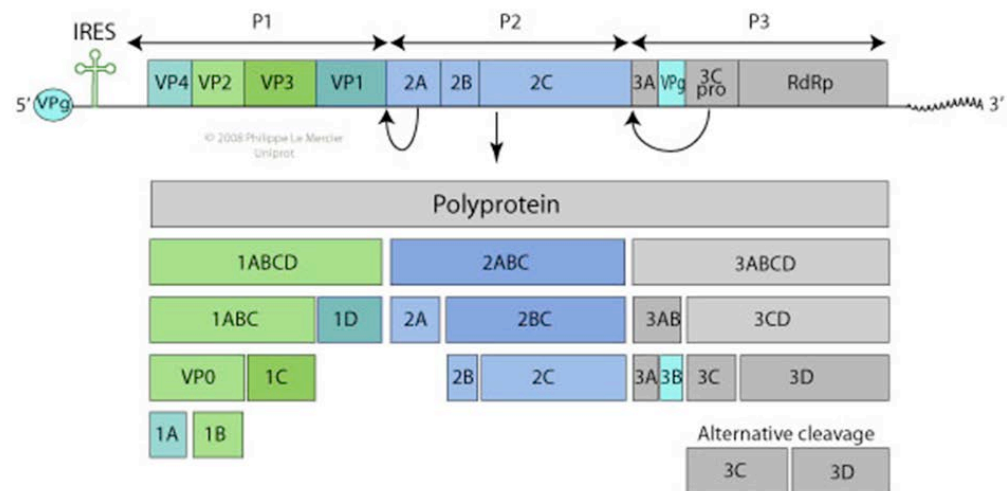 P1 P2 P3
IRES
VP4 VP2 VP3 VP1 2A 2B 2C 3A VPg 3C pro RdRp
5' VPg 3'
© 2008 Philippe Le Mercier
Uniprot
Polyprotein
1ABCD 2ABC 3ABCD
1ABC 1D 2A 2BC 3AB 3CD
VP0 1C 2B 2C 3A 3B 3C 3D
1A 1B
Alternative cleavage
3C 3D